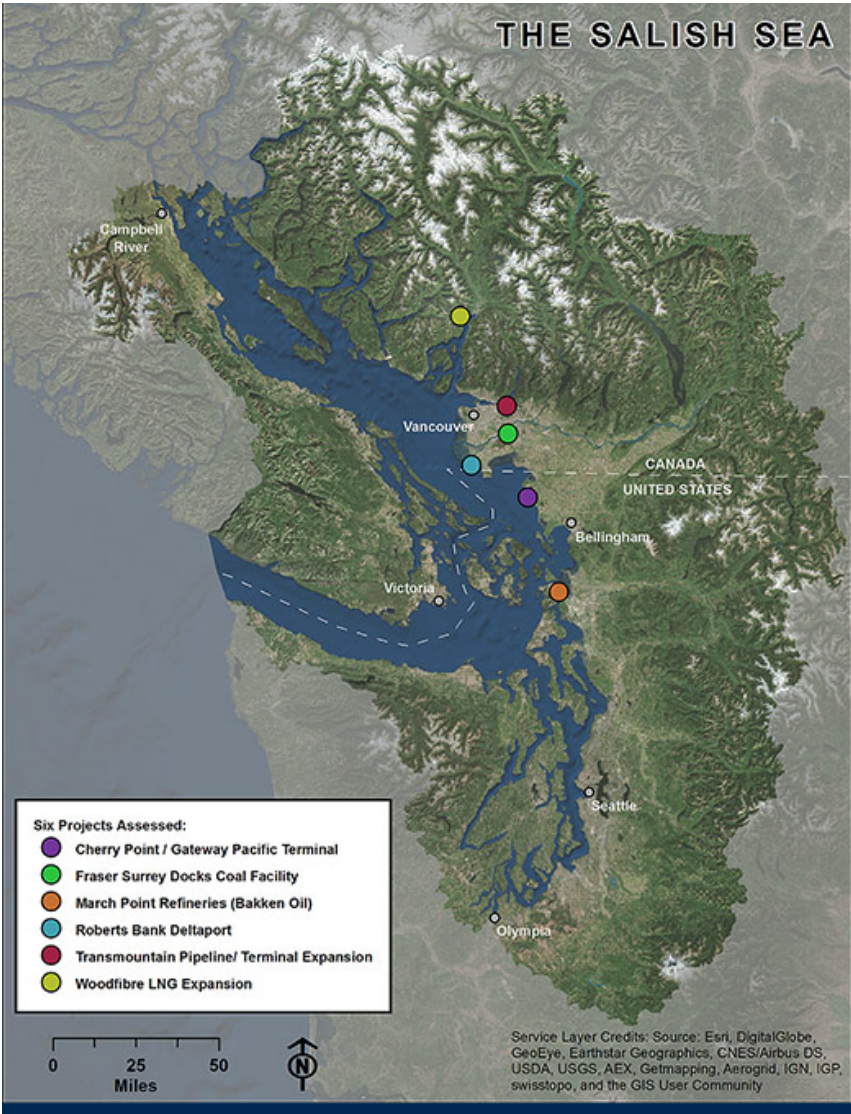 THE SALISH SEA
Campbell
River
Vancouver
CANADA
UNITED STATES
Bellingham
Victoria
Seattle
Olympia
Six Projects Assessed:
Cherry Point / Gateway Pacific Terminal
Fraser Surrey Docks Coal Facility
March Point Refineries (Bakken Oil)
Roberts Bank Deltaport
Transmountain Pipeline/ Terminal Expansion
Woodfibre LNG Expansion
0 25 50
Miles
N
Service Layer Credits: Source: Esri, DigitalGlobe,
GeoEye, Earthstar Geographics, CNES/Airbus DS,
USDA, USGS, AEX, Getmapping, Aerogrid, IGN, IGP,
swisstopo, and the GIS User Community